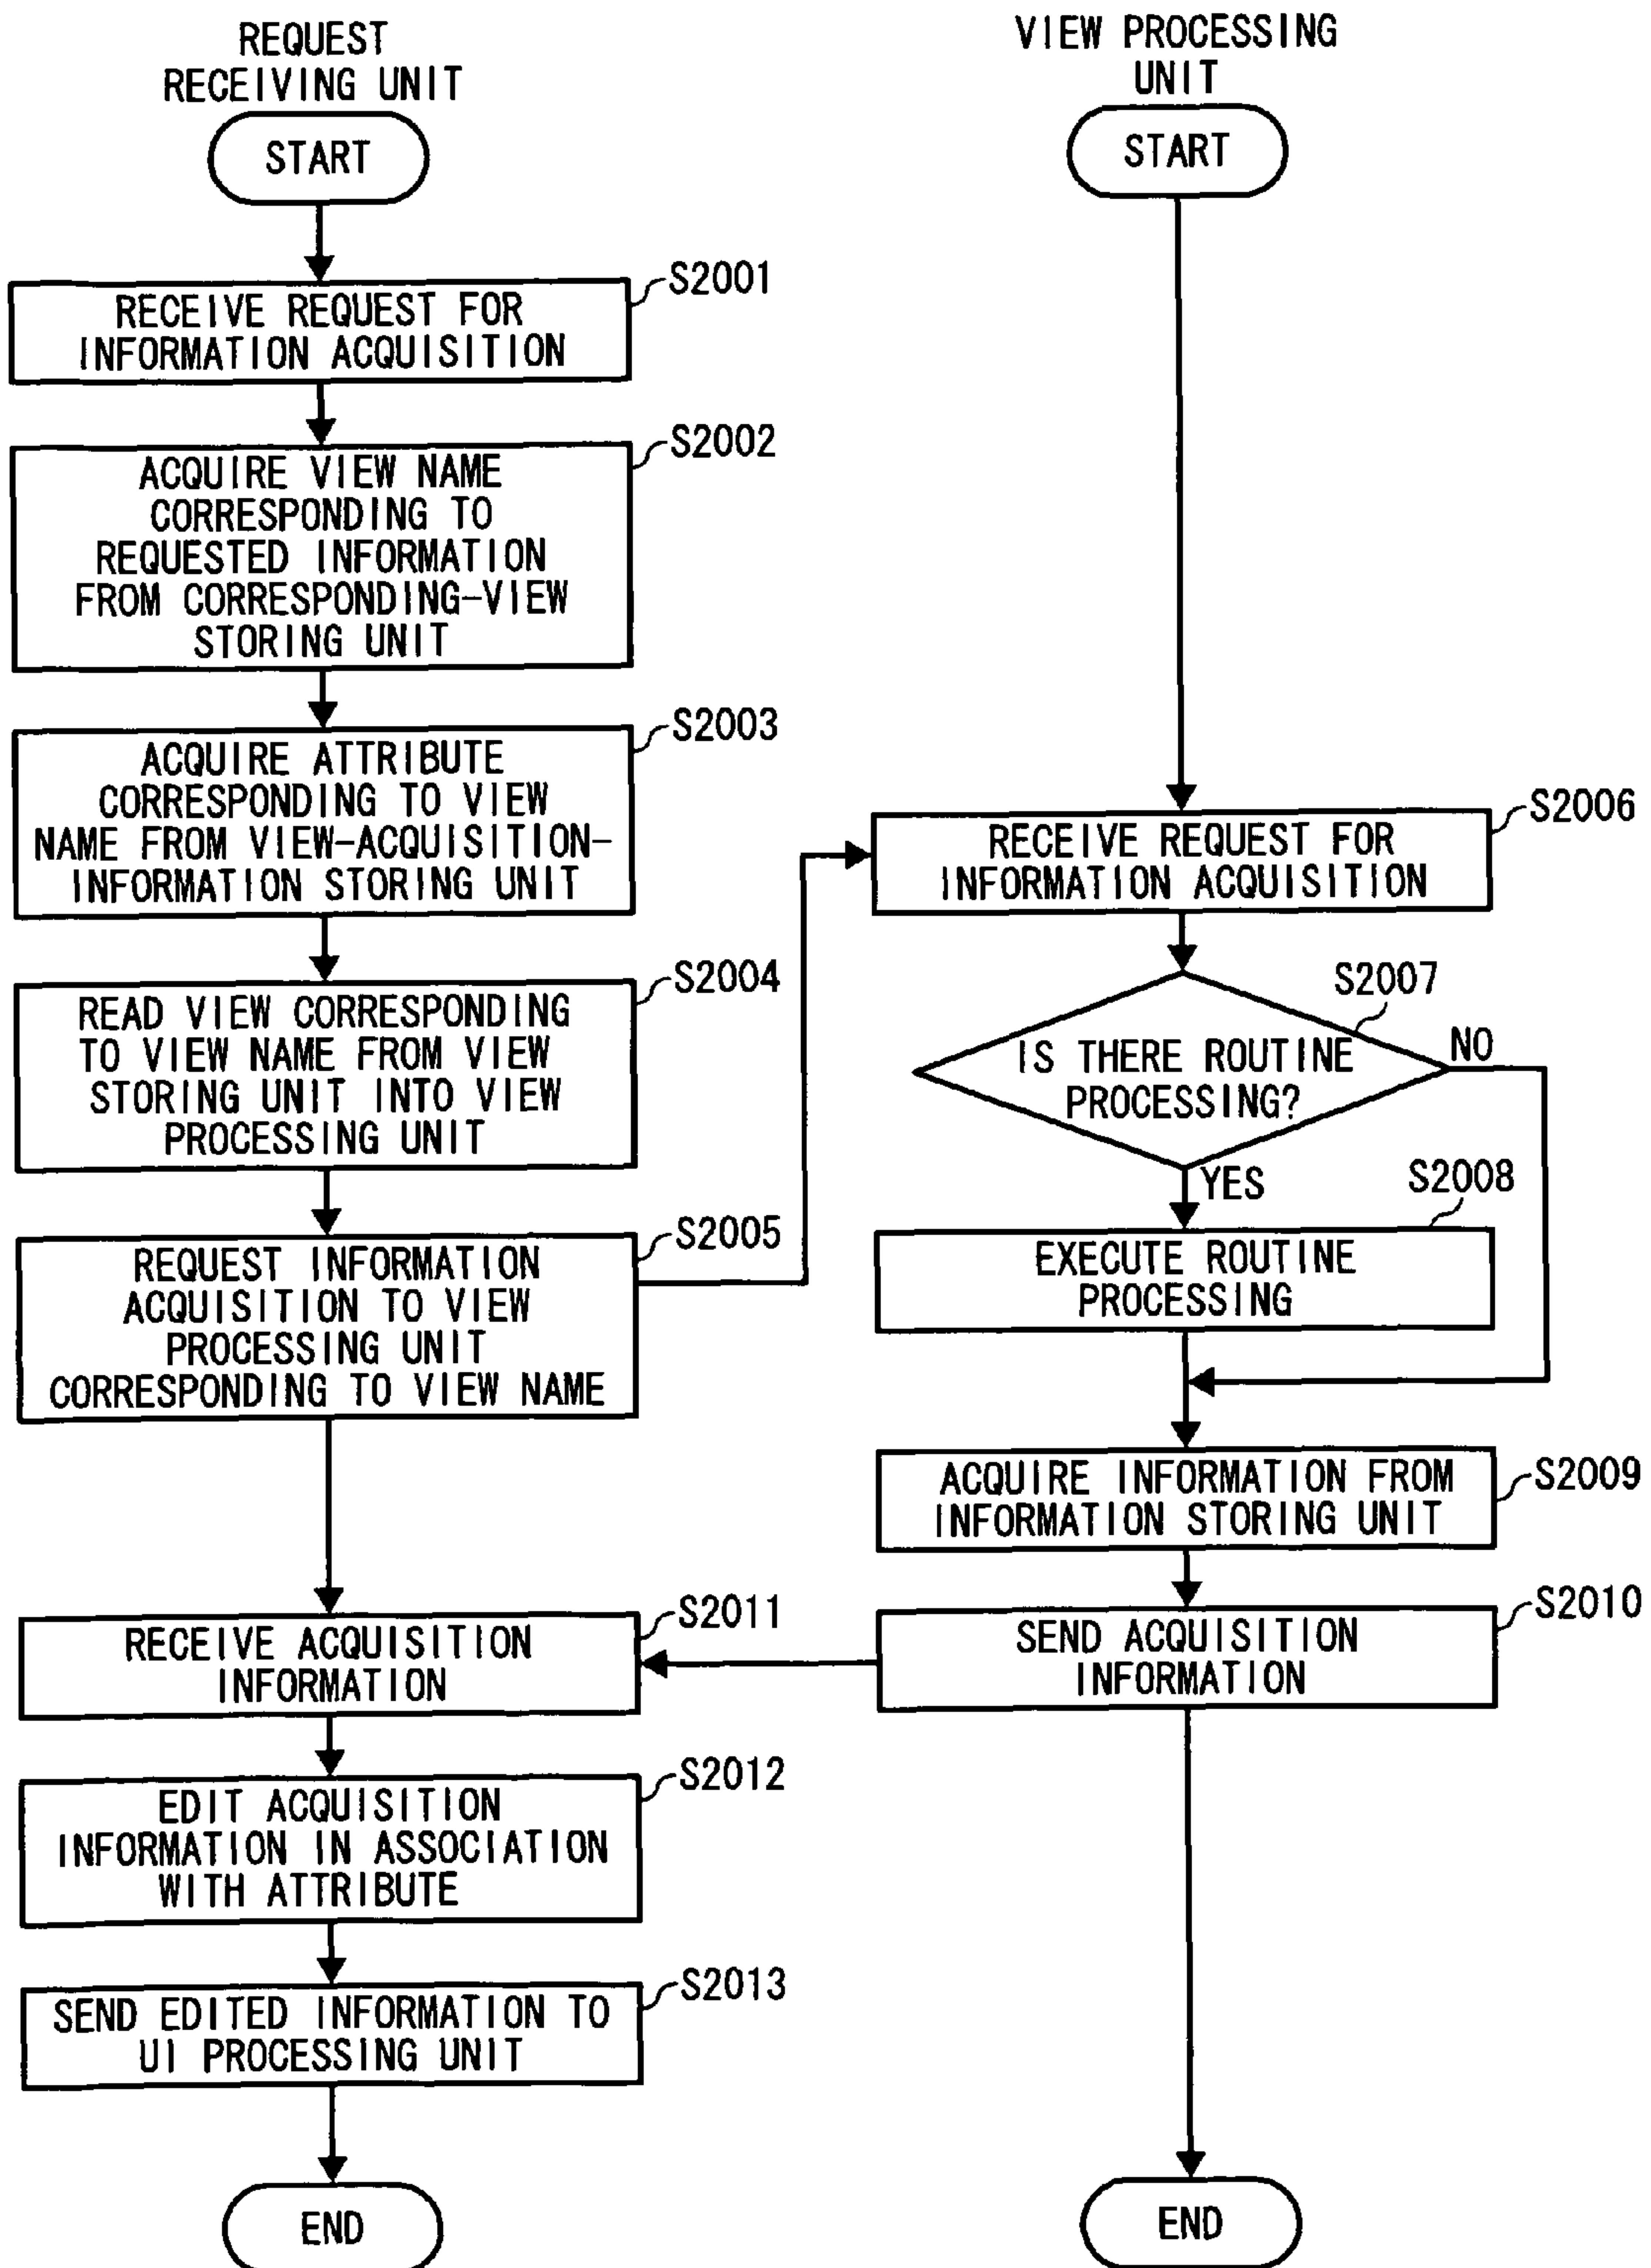 REQUEST
RECEIVING UNIT
START
S2001
RECEIVE REQUEST FOR
INFORMATION ACQUISITION
S2002
ACQUIRE VIEW NAME
CORRESPONDING TO
REQUESTED INFORMATION
FROM CORRESPONDING-VIEW
STORING UNIT
S2003
ACQUIRE ATTRIBUTE
CORRESPONDING TO VIEW
NAME FROM VIEW-ACQUISITION-
INFORMATION STORING UNIT
S2004
READ VIEW CORRESPONDING
TO VIEW NAME FROM VIEW
STORING UNIT INTO VIEW
PROCESSING UNIT
S2005
REQUEST INFORMATION
ACQUISITION TO VIEW
PROCESSING UNIT
CORRESPONDING TO VIEW NAME
S2011
RECEIVE ACQUISITION
INFORMATION
S2012
EDIT ACQUISITION
INFORMATION IN ASSOCIATION
WITH ATTRIBUTE
S2013
SEND EDITED INFORMATION TO
UI PROCESSING UNIT
END
VIEW PROCESSING
UNIT
START
S2006
RECEIVE REQUEST FOR
INFORMATION ACQUISITION
S2007
IS THERE ROUTINE
PROCESSING?
NO
YES
S2008
EXECUTE ROUTINE
PROCESSING
S2009
ACQUIRE INFORMATION FROM
INFORMATION STORING UNIT
S2010
SEND ACQUISITION
INFORMATION
END